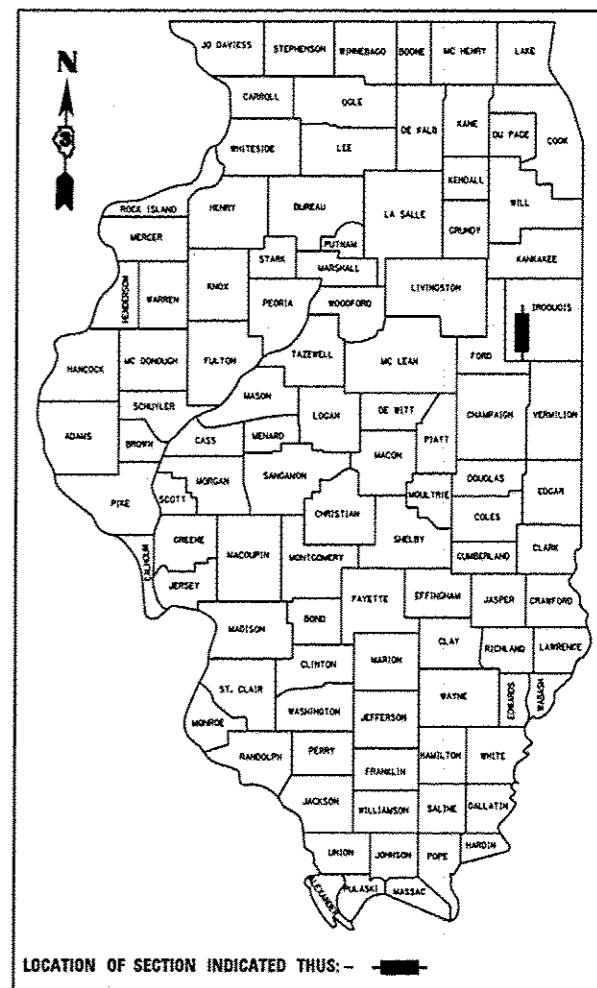 JO DAVIESS STEPHENSON WINNEBAGO BOONE MC HENRY LAKE
N
CARROLL OGLE
3
DE KALB KANE DU PAGE COOK
WHITESIDE LEE
KENDALL
ROCK ISLAND HENRY BUREAU LA SALLE GRUNDY WILL
MERCER PUTNAM
STARK MARSHALL KANKAKEE
HENDERSON WARREN KNOX PEORIA WOODFORD LIVINGSTON IROQUOIS
HANCOCK MC DONOUGH FULTON TAZEWELL MC LEAN FORD
SCHUYLER MASON
ADAMS BROWN CASS MENARD LOGAN DE WITT PIATT CHAMPAIGN VERMILION
MACON
PIKE SCOTT MORGAN SANGAMON MOULTRIE DOUGLAS EDGAR
CHRISTIAN COLES
CALHOUN GREENE MACOUPIN MONTGOMERY SHELBY CUMBERLAND CLARK
JERSEY
FAYETTE EFFINGHAM JASPER CRAWFORD
MADISON BOND
CLAY RICHLAND LAWRENCE
CLINTON MARION
ST. CLAIR WAYNE EDWARDS WABASH
MONROE WASHINGTON JEFFERSON
RANDOLPH PERRY HAMILTON WHITE
FRANKLIN
JACKSON WILLIAMSON SALINE GALLATIN
UNION JOHNSON POPE HARDIN
ALEXANDER PULASKI MASSAC
LOCATION OF SECTION INDICATED THUS: -